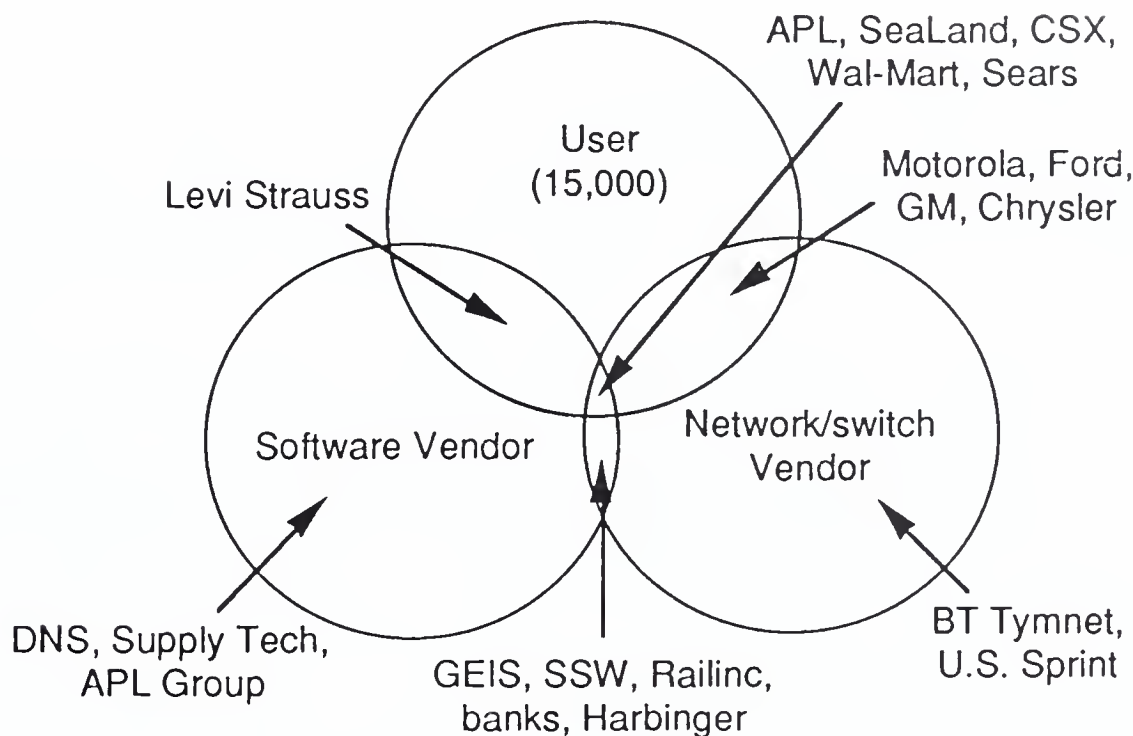 APL, SeaLand, CSX,
Wal-Mart, Sears
User
(15,000)
Motorola, Ford,
GM, Chrysler
Levi Strauss
Software Vendor
Network/switch
Vendor
DNS, Supply Tech,
APL Group
GEIS, SSW, Railinc,
banks, Harbinger
BT Tymnet,
U.S. Sprint